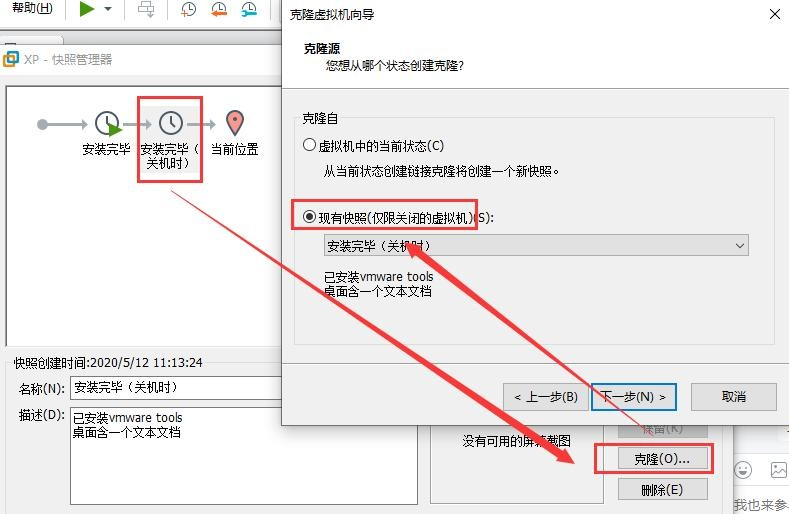 帮助(H)
克隆虚拟机向导
XP - 快照管理器
克隆源
您想从哪个状态创建克隆?
克隆自
虚拟机中的当前状态(C)
从当前状态创建链接克隆将创建一个新快照。
现有快照(仅限关闭的虚拟机)(S):
安装完毕（关机时）
已安装vmware tools
桌面含一个文本文档
安装完毕
安装完毕（
关机时）
当前位置
快照创建时间:2020/5/12 11:13:24
名称(N):
安装完毕（关机时）
描述(D):
已安装vmware tools
桌面含一个文本文档
< 上一步(B)
下一步(N) >
取消
没有可用的屏幕截图
保留(K)
克隆(O)...
删除(E)
我也来参